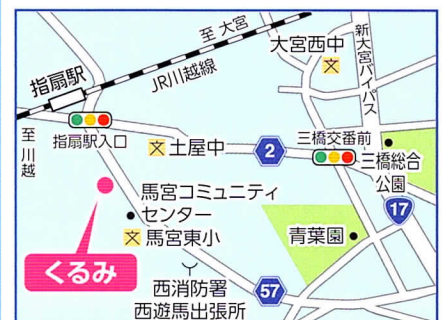 至 大宮
大宮西中
新大宮バイパス
指扇駅
JR川越線
至川越
指扇駅入口
土屋中
2
三橋交番前
三橋総合
公園
馬宮コミュニティ
センター
馬宮東小
青葉園
17
くるみ
西消防署
西遊馬出張所
57